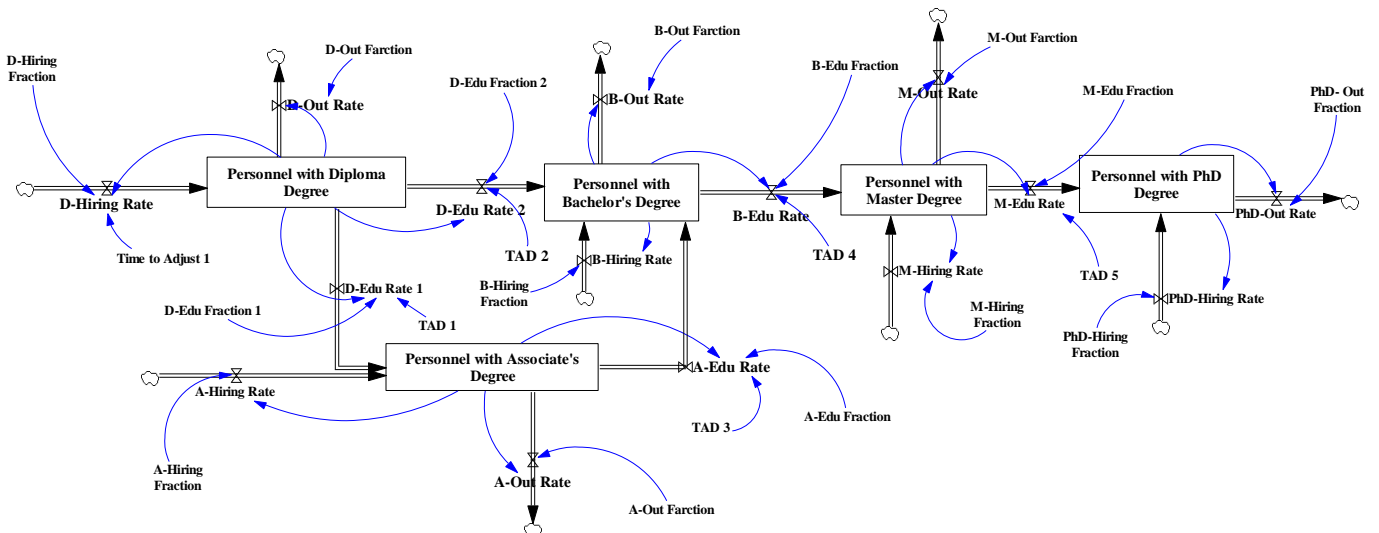 D-Hiring
Fraction
D-Out Farction
D-Out Rate
D-Edu Fraction 2
B-Out Farction
B-Out Rate
B-Edu Fraction
M-Out Farction
M-Out Rate
M-Edu Fraction
PhD- Out
Fraction
Personnel with Diploma
Degree
Personnel with
Bachelor's Degree
Personnel with
Master Degree
Personnel with PhD
Degree
D-Hiring Rate
D-Edu Rate 2
B-Edu Rate
M-Edu Rate
PhD-Out Rate
Time to Adjust 1
TAD 2
B-Hiring Rate
TAD 4
M-Hiring Rate
TAD 5
B-Hiring
Fraction
D-Edu Rate 1
D-Edu Fraction 1
TAD 1
M-Hiring
Fraction
PhD-Hiring Rate
PhD-Hiring
Fraction
Personnel with Associate's
Degree
A-Edu Rate
A-Hiring Rate
TAD 3
A-Edu Fraction
A-Hiring
Fraction
A-Out Rate
A-Out Farction